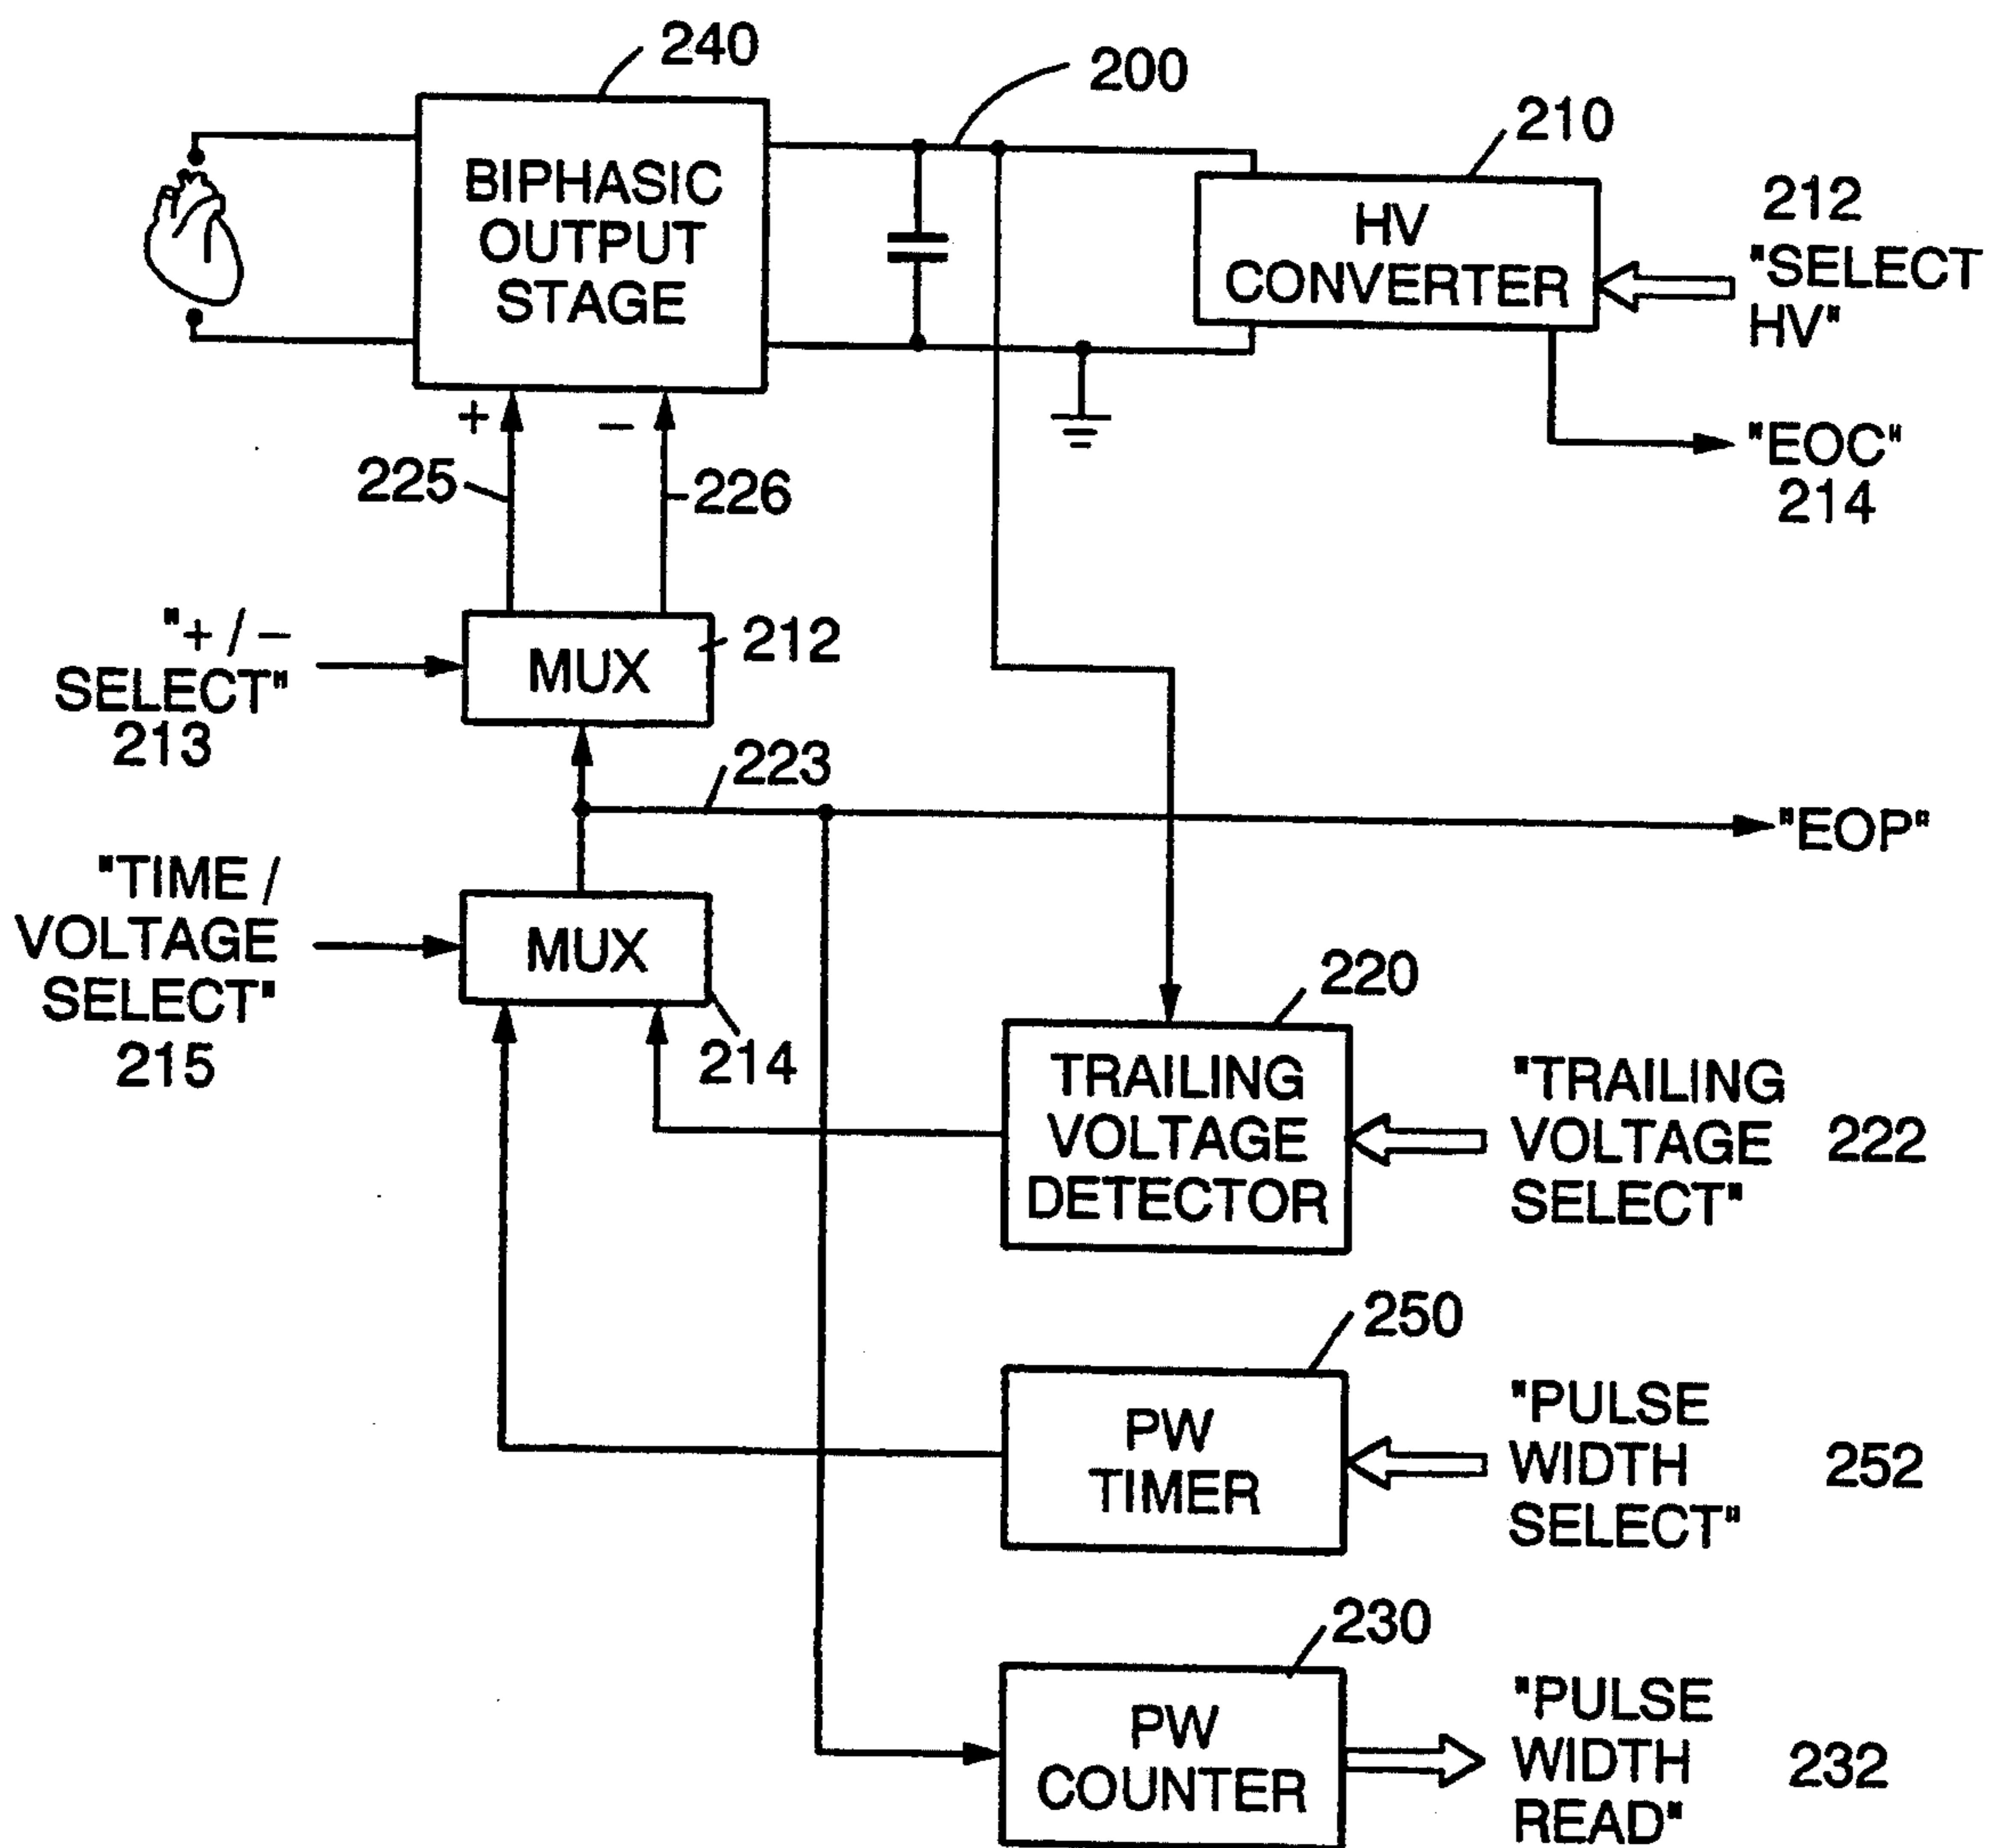 240
200
210
BIPHASIC
OUTPUT
STAGE
HV
CONVERTER
212
"SELECT
HV"
+
–
225
226
"EOC"
214
"+ / –
SELECT"
213
MUX
212
223
"EOP"
"TIME /
VOLTAGE
SELECT"
215
MUX
214
220
TRAILING
VOLTAGE
DETECTOR
"TRAILING
VOLTAGE
SELECT"
222
250
PW
TIMER
"PULSE
WIDTH
SELECT"
252
230
PW
COUNTER
"PULSE
WIDTH
READ"
232